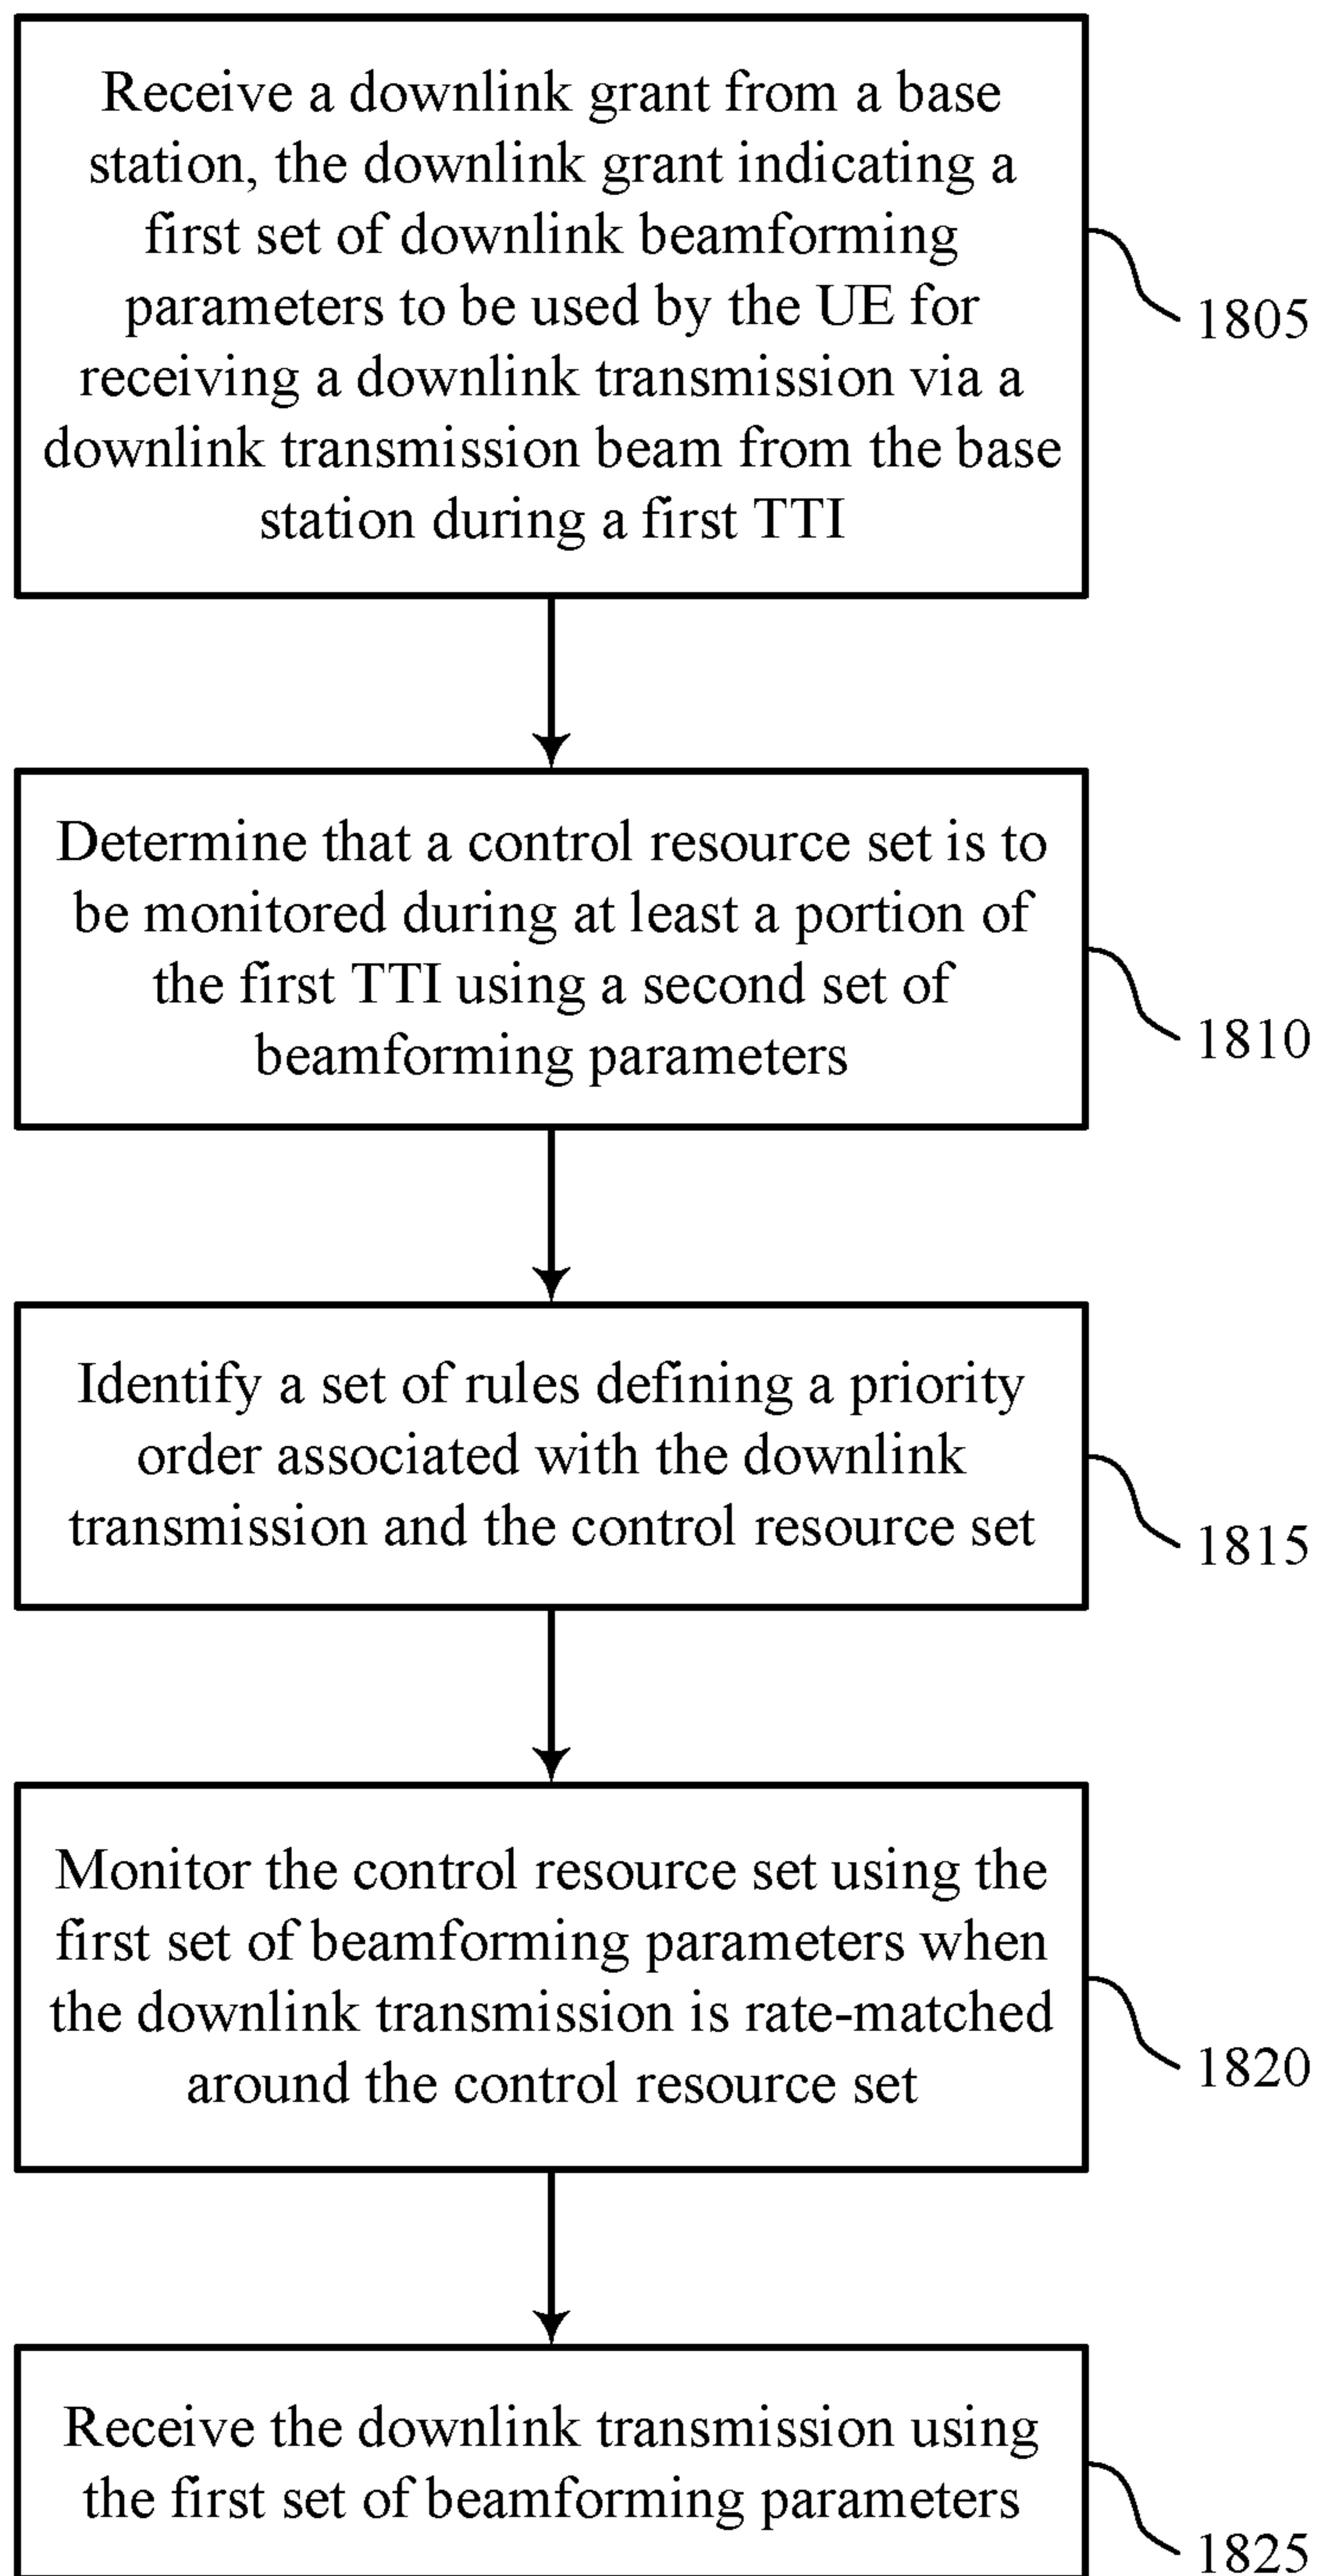 Receive a downlink grant from a base
station, the downlink grant indicating a
first set of downlink beamforming
parameters to be used by the UE for
receiving a downlink transmission via a
downlink transmission beam from the base
station during a first TTI
1805
Determine that a control resource set is to
be monitored during at least a portion of
the first TTI using a second set of
beamforming parameters
1810
Identify a set of rules defining a priority
order associated with the downlink
transmission and the control resource set
1815
Monitor the control resource set using the
first set of beamforming parameters when
the downlink transmission is rate-matched
around the control resource set
1820
Receive the downlink transmission using
the first set of beamforming parameters
1825